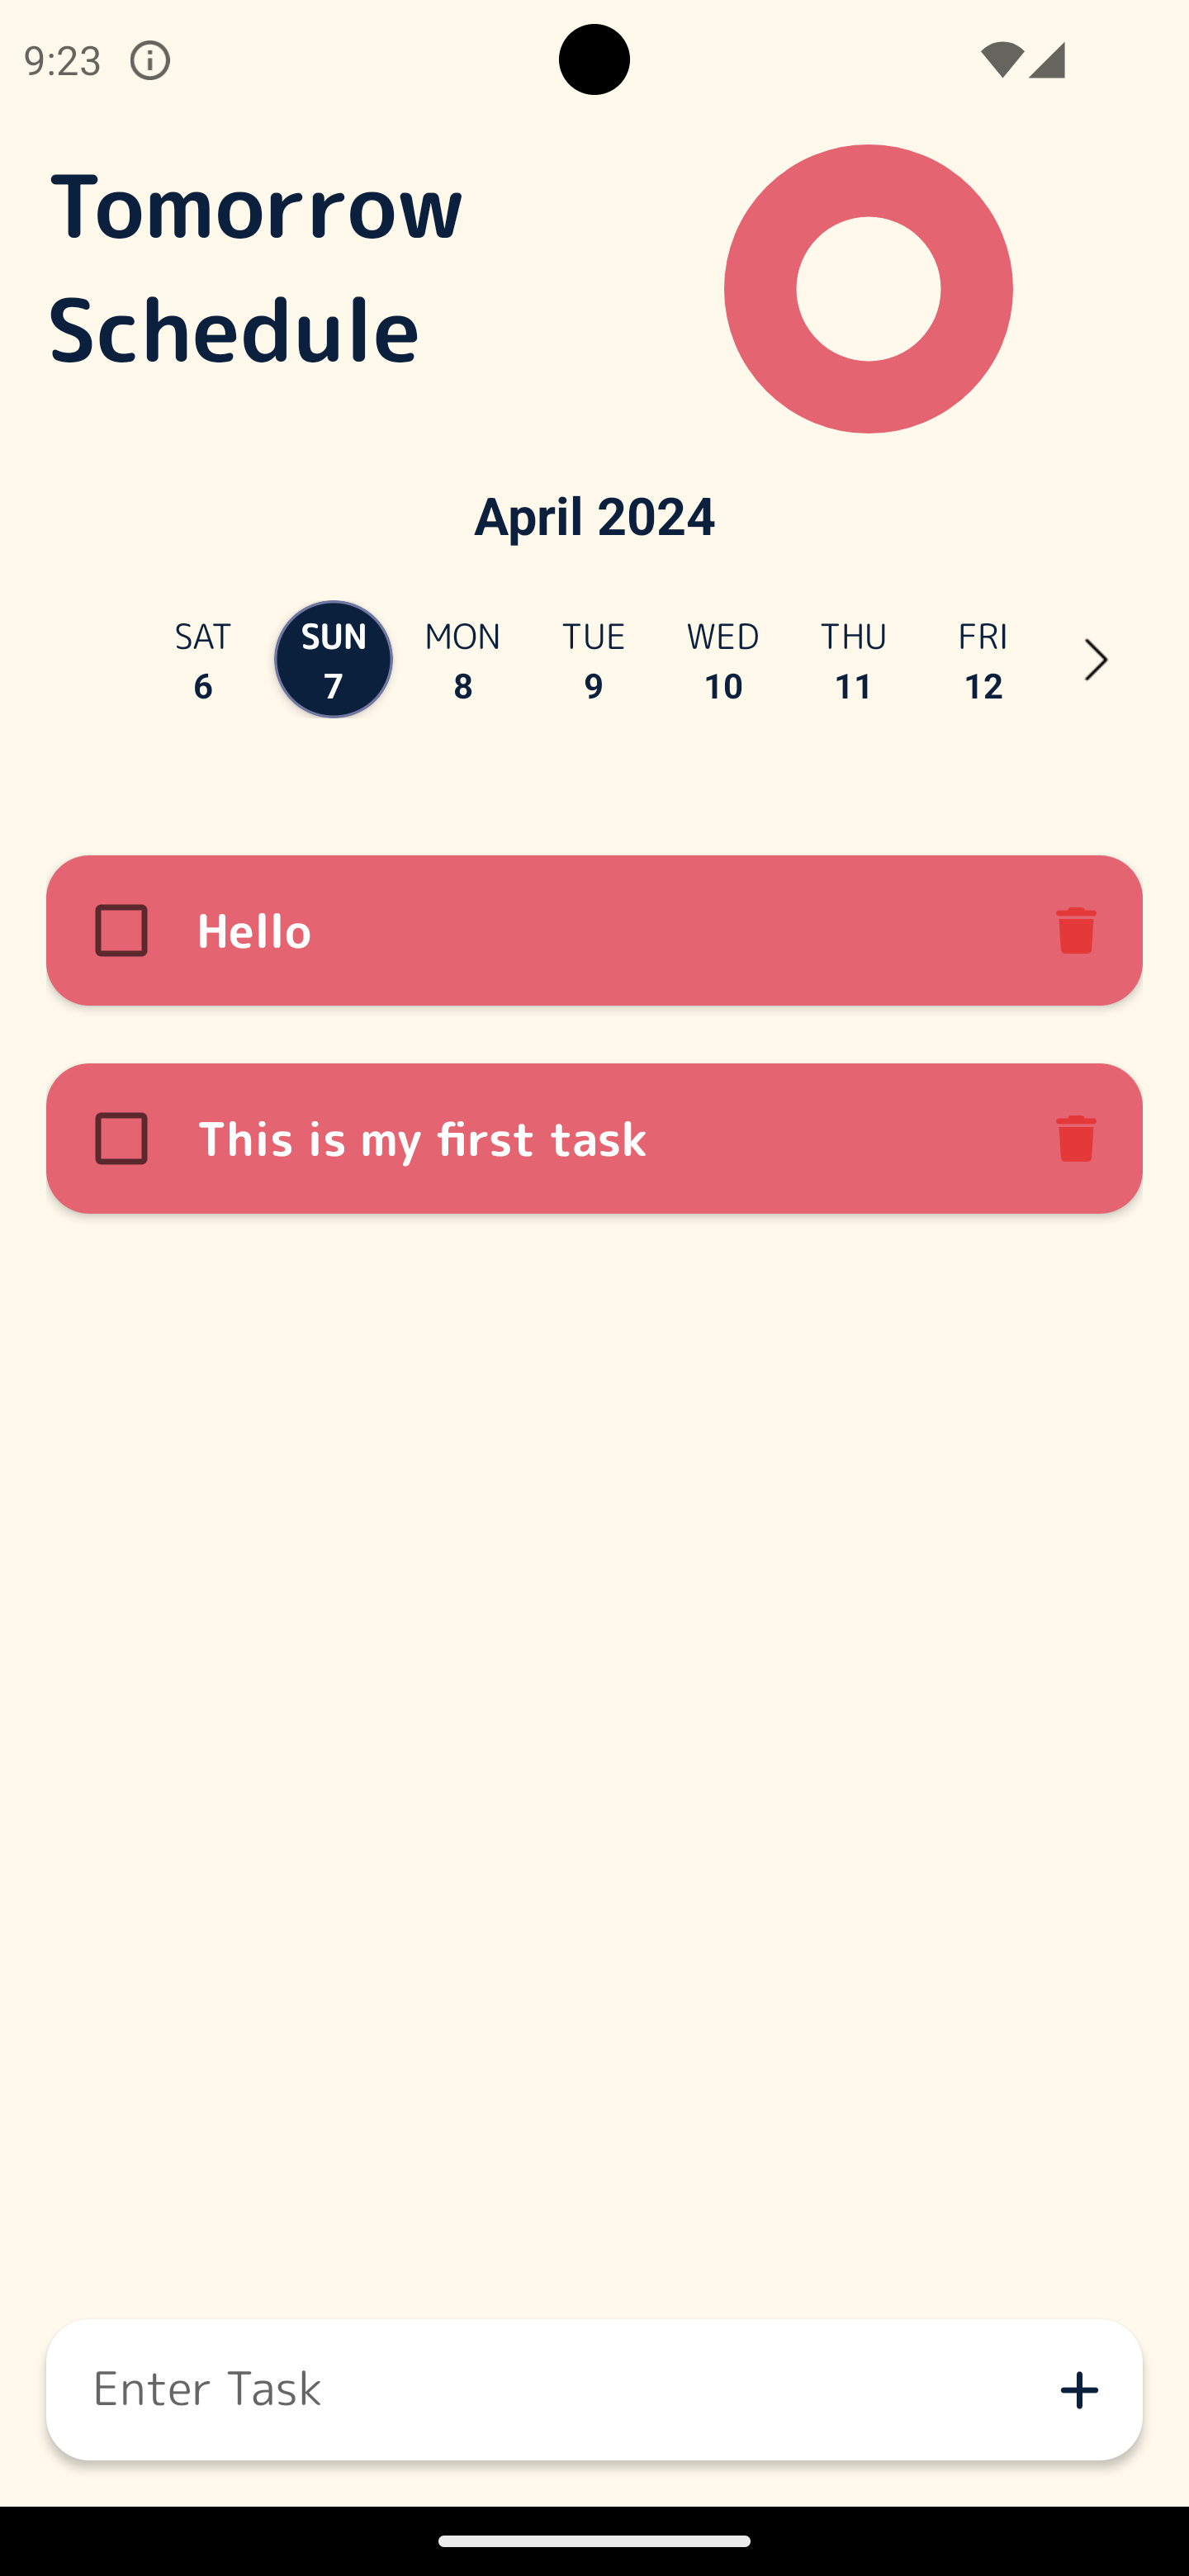 9:23
Tomorrow
Schedule
April 2024
SAT SUN MON TUE WED THU FRI
6 7 8 9 10 11 12
Hello
This is my first task
Enter Task